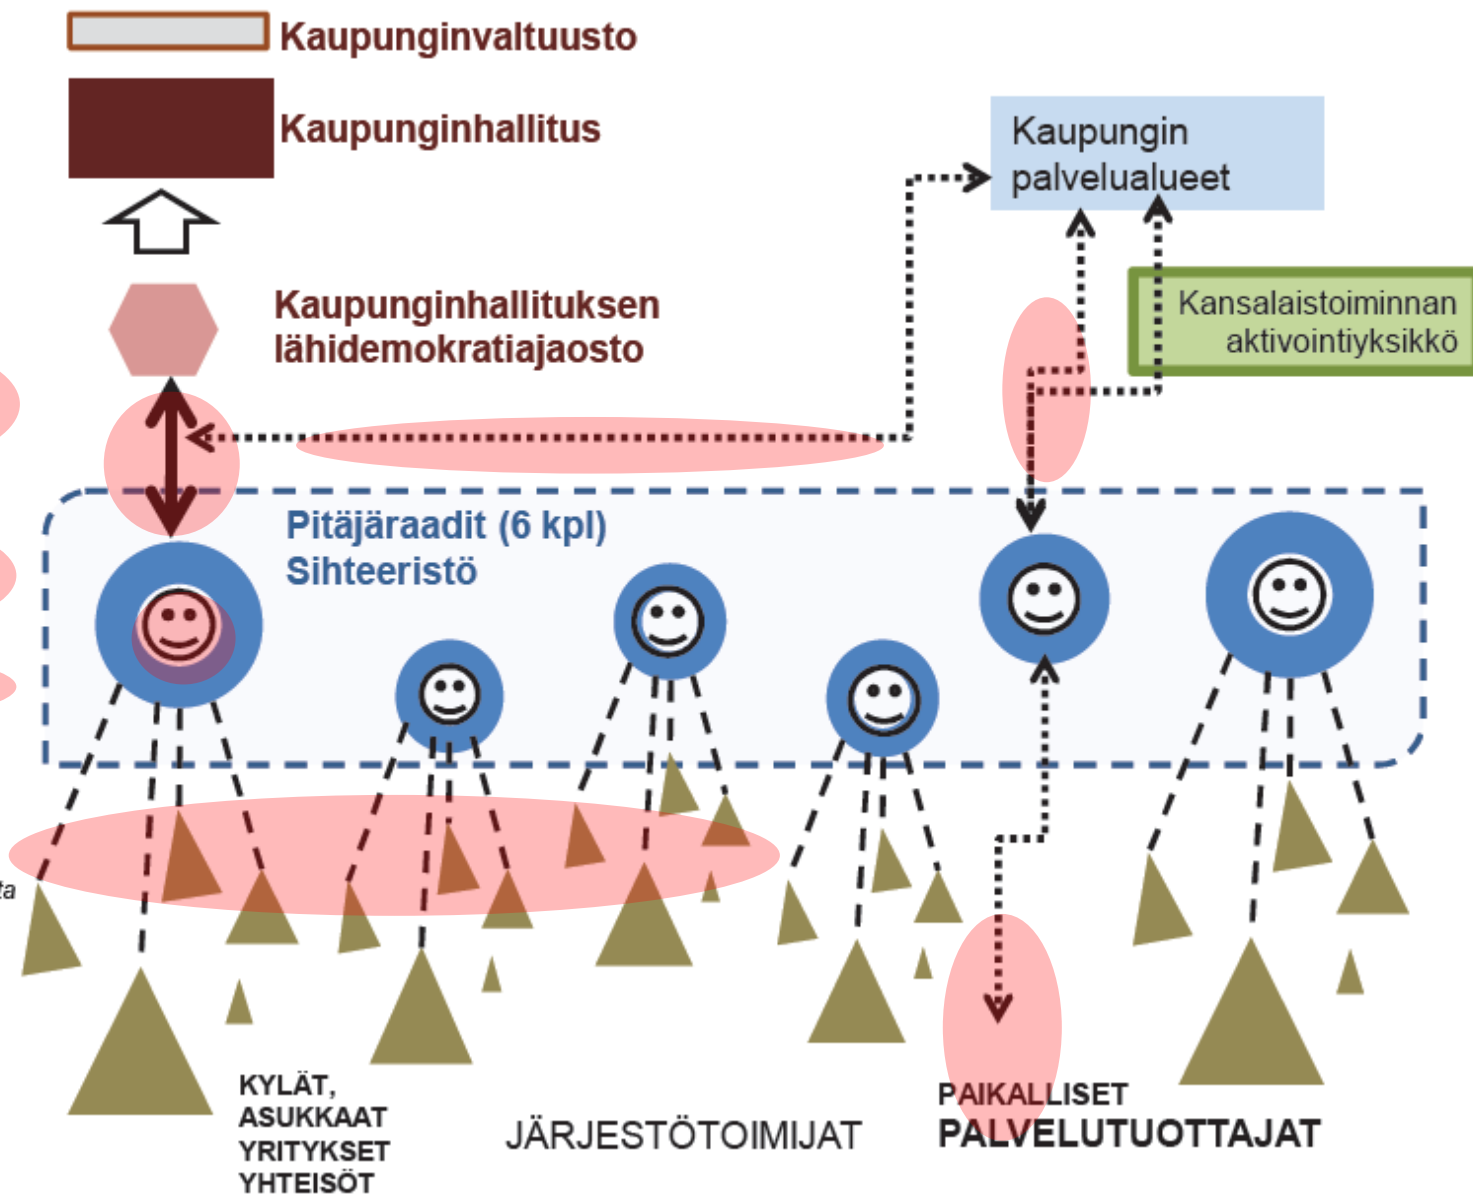 Kaupunginvaltuusto
Kaupunginhallitus
Kaupungin
palvelualueet
Kaupunginhallituksen
lähidemokratiajaosto
Kansalaistoiminnan
aktivointiyksikkö
Pitäjäraadit (6 kpl)
Sihteeristö
KYLÄT,
ASUKKAAT
YRITYKSET
YHTEISÖT
JÄRJESTÖTOIMIJAT
PAIKALLISET
PALVELUTUOTTAJAT